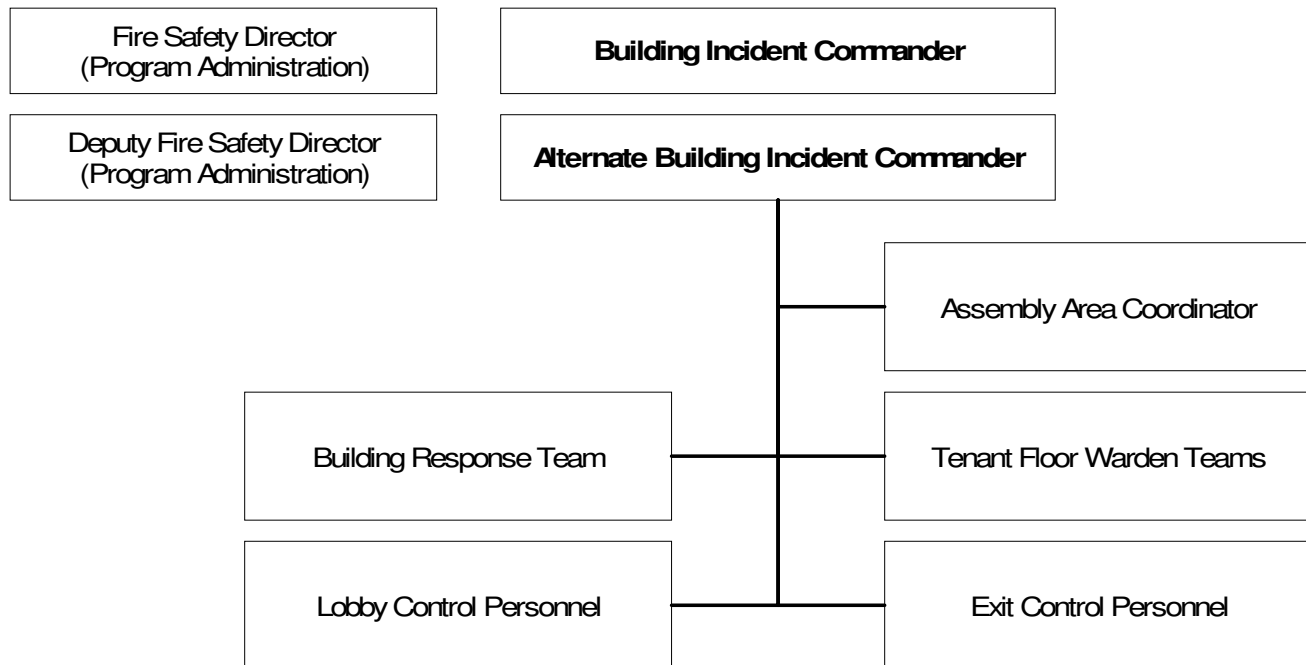 Fire Safety Director
(Program Administration)
Building Incident Commander
Deputy Fire Safety Director
(Program Administration)
Alternate Building Incident Commander
Assembly Area Coordinator
Building Response Team
Tenant Floor Warden Teams
Lobby Control Personnel
Exit Control Personnel